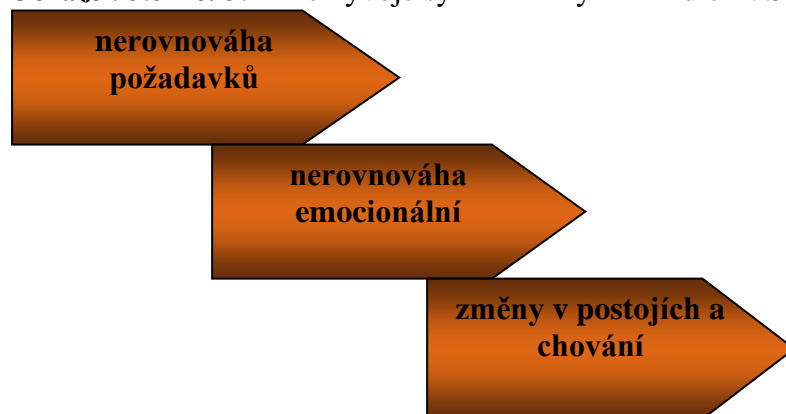 nerovnováha
požadavků
nerovnováha
emocionální
změny v postojích a
chování